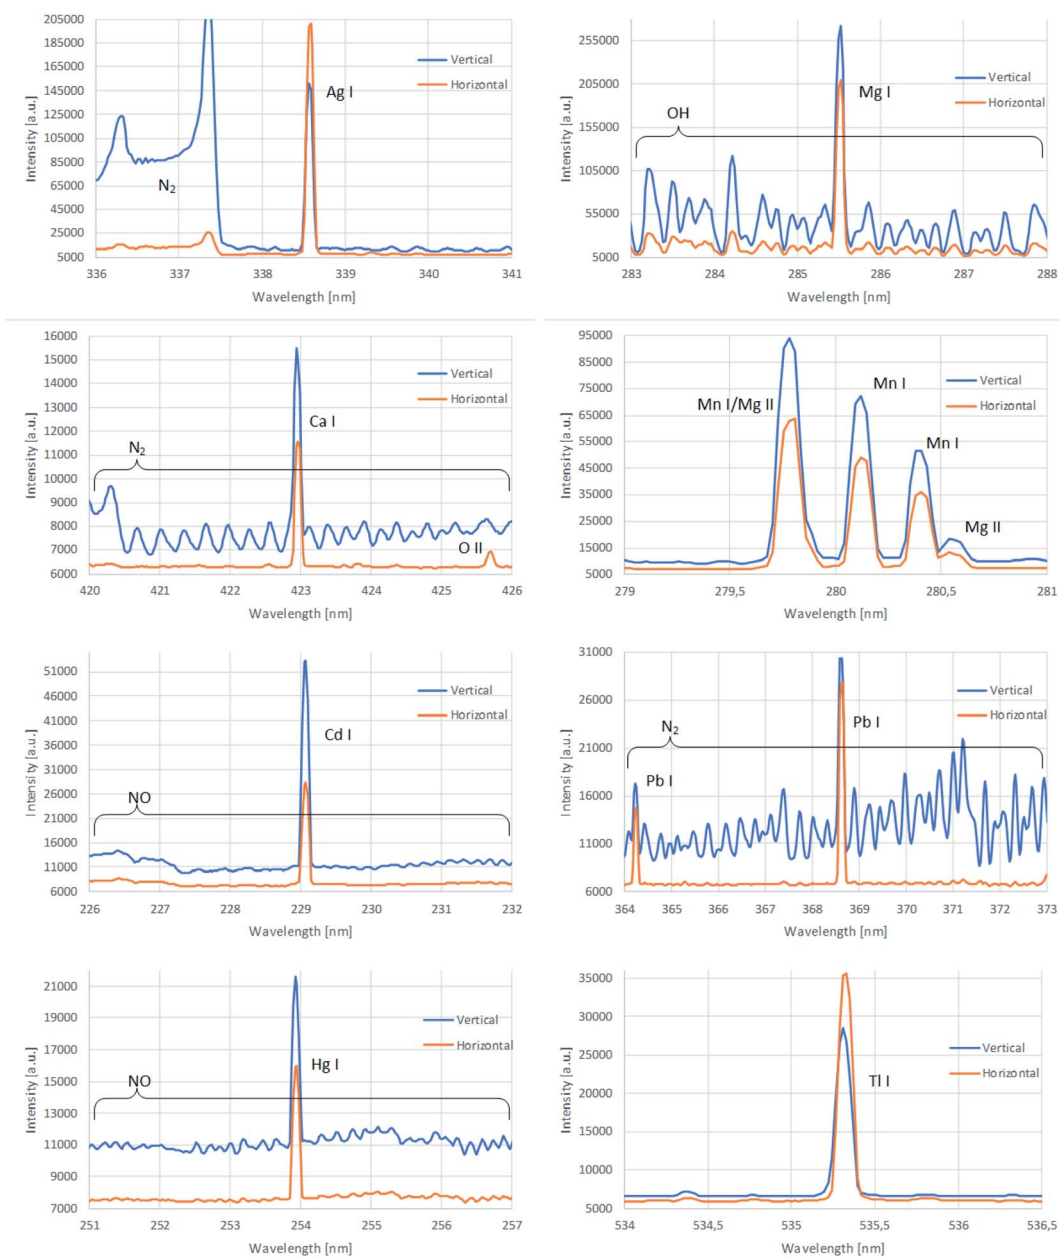 205000
185000
165000
145000
125000
105000
85000
65000
45000
25000
5000
Intensity [a.u.]
336 337 338 339 340 341
Wavelength [nm]
Vertical
Horizontal
Ag I
N₂
255000
205000
155000
105000
55000
5000
Intensity [a.u.]
283 284 285 286 287 288
Wavelength [nm]
Vertical
Horizontal
Mg I
OH
16000
15000
14000
13000
12000
11000
10000
9000
8000
7000
6000
Intensity [a.u.]
420 421 422 423 424 425 426
Wavelength [nm]
Vertical
Horizontal
Ca I
N₂
O II
95000
85000
75000
65000
55000
45000
35000
25000
15000
5000
Intensity [a.u.]
279 279,5 280 280,5 281
Wavelength [nm]
Vertical
Horizontal
Mn I
Mn I/Mg II
Mn I
Mg II
51000
46000
41000
36000
31000
26000
21000
16000
11000
6000
Intensity [a.u.]
226 227 228 229 230 231 232
Wavelength [nm]
Vertical
Horizontal
Cd I
NO
31000
26000
21000
16000
11000
6000
Intensity [a.u.]
364 365 366 367 368 369 370 371 372 373
Wavelength [nm]
Vertical
Horizontal
N₂
Pb I
Pb I
21000
19000
17000
15000
13000
11000
9000
7000
Intensity [a.u.]
251 252 253 254 255 256 257
Wavelength [nm]
Vertical
Horizontal
Hg I
NO
35000
30000
25000
20000
15000
10000
5000
Intensity [a.u.]
534 534,5 535 535,5 536 536,5
Wavelength [nm]
Vertical
Horizontal
Tl I